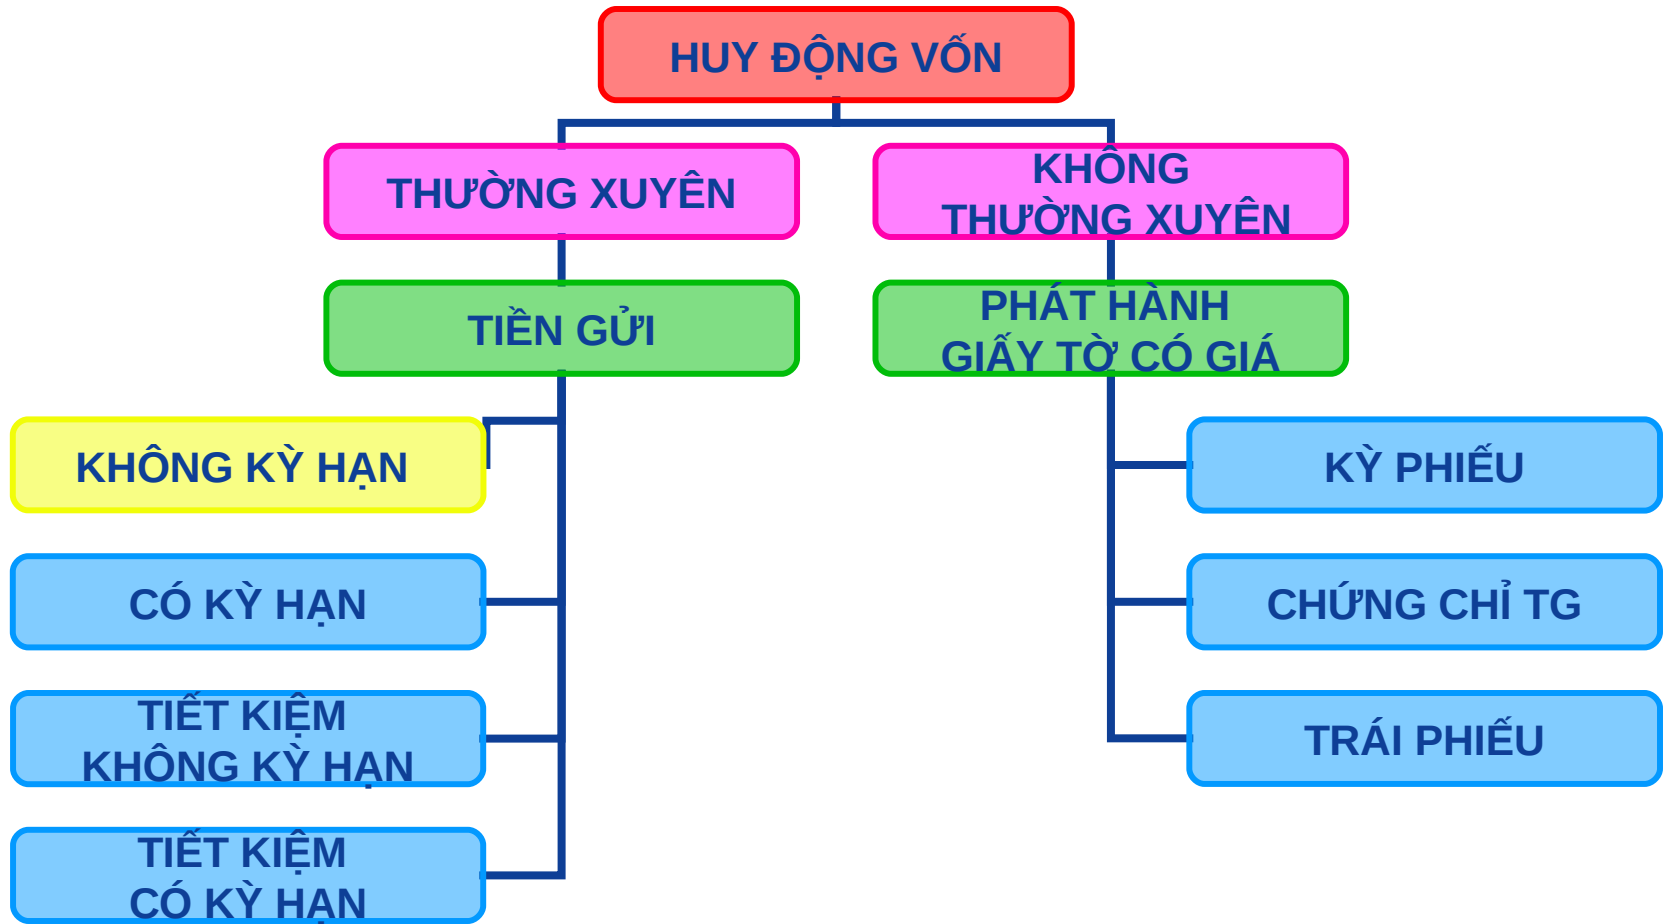 HUY ĐỘNG VỐN
THƯỜNG XUYÊN
KHÔNG
THƯỜNG XUYÊN
TIỀN GỬI
PHÁT HÀNH
GIẤY TỜ CÓ GIÁ
KHÔNG KỲ HẠN
KỲ PHIẾU
CÓ KỲ HẠN
CHỨNG CHỈ TG
TIẾT KIỆM
KHÔNG KỲ HẠN
TRÁI PHIẾU
TIẾT KIỆM
CÓ KỲ HẠN